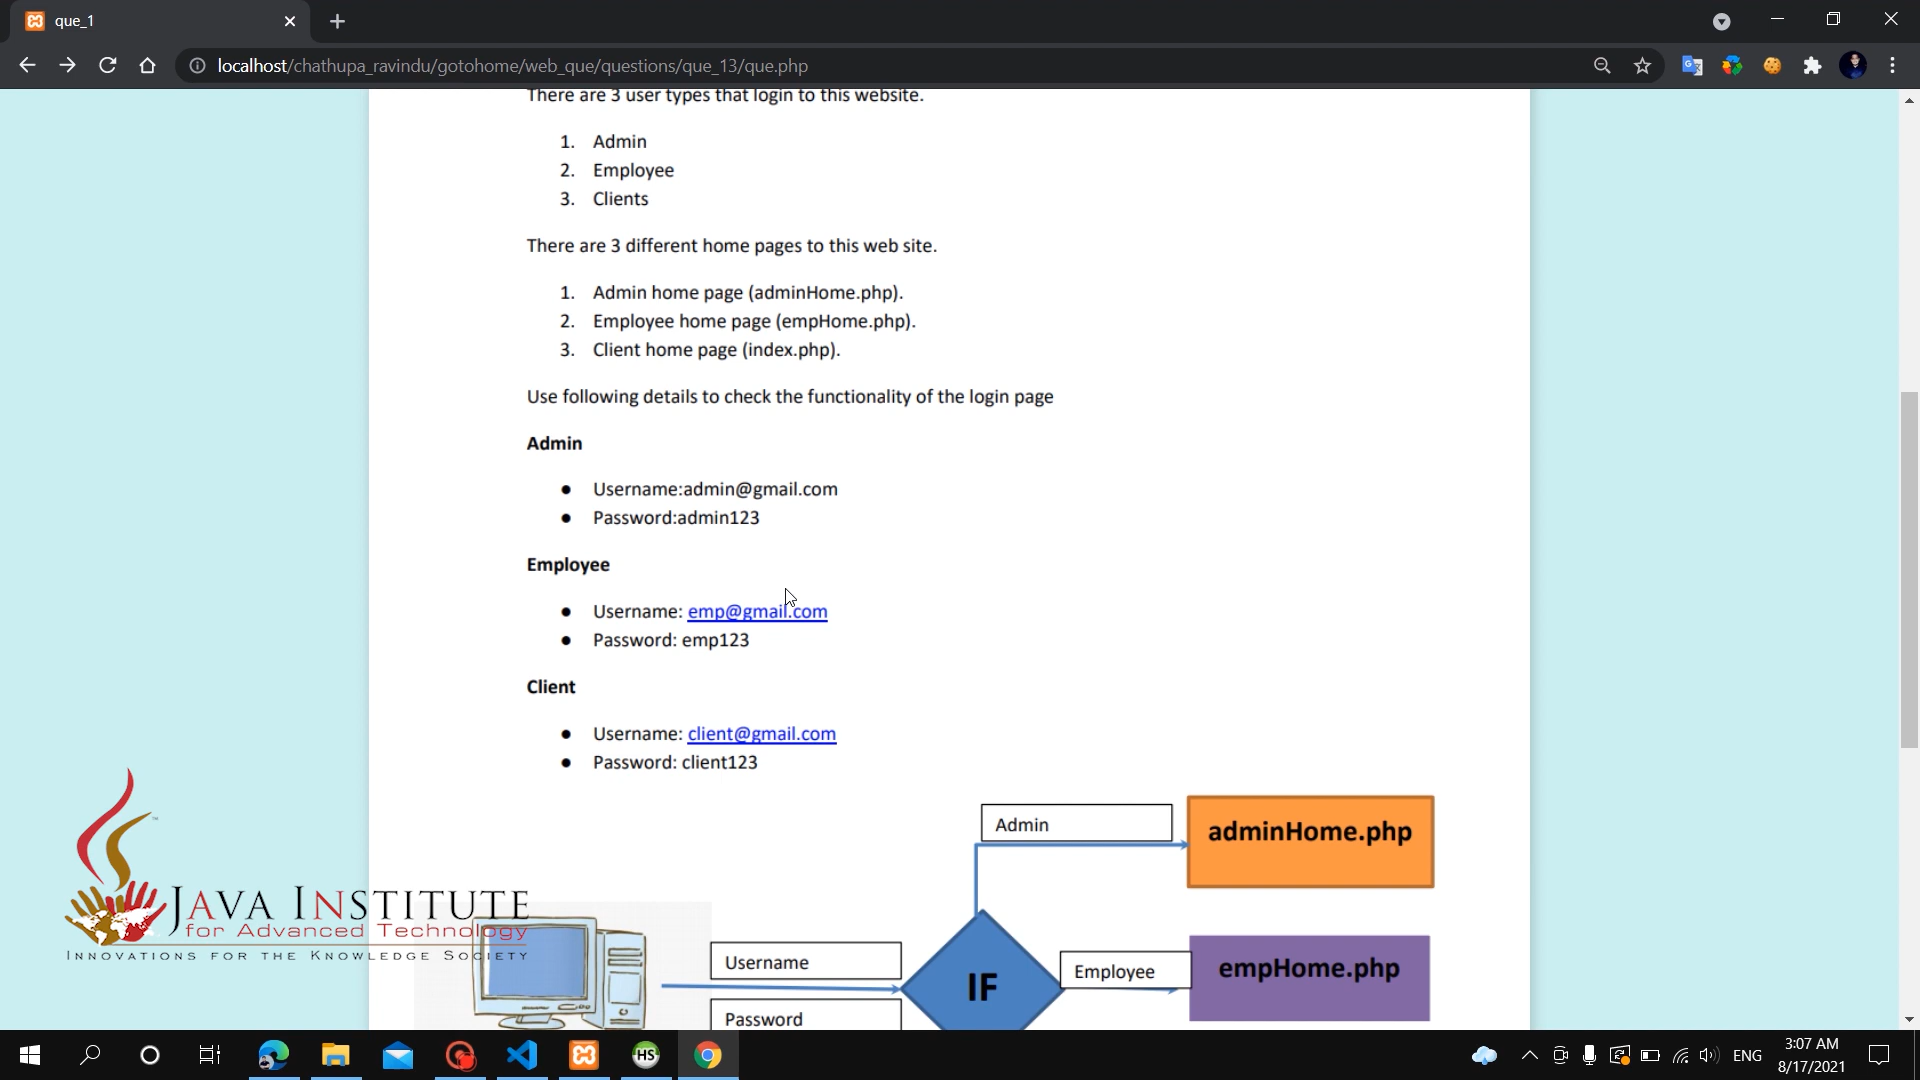 que_1
localhost/chathupa_ravindu/gotohome/web_que/questions/que_13/que.php
There are 3 user types that login to this website.
1. Admin
2. Employee
3. Clients
There are 3 different home pages to this web site.
1. Admin home page (adminHome.php).
2. Employee home page (empHome.php).
3. Client home page (index.php).
Use following details to check the functionality of the login page
Admin
● Username:admin@gmail.com
● Password:admin123
Employee
● Username: emp@gmail.com
● Password: emp123
Client
● Username: client@gmail.com
● Password: client123
Admin
adminHome.php
JAVA INSTITUTE
for Advanced Technology
INNOVATIONS FOR THE KNOWLEDGE SOCIETY
Username
Password
IF
Employee
empHome.php
HS
ENG
3:07 AM
8/17/2021